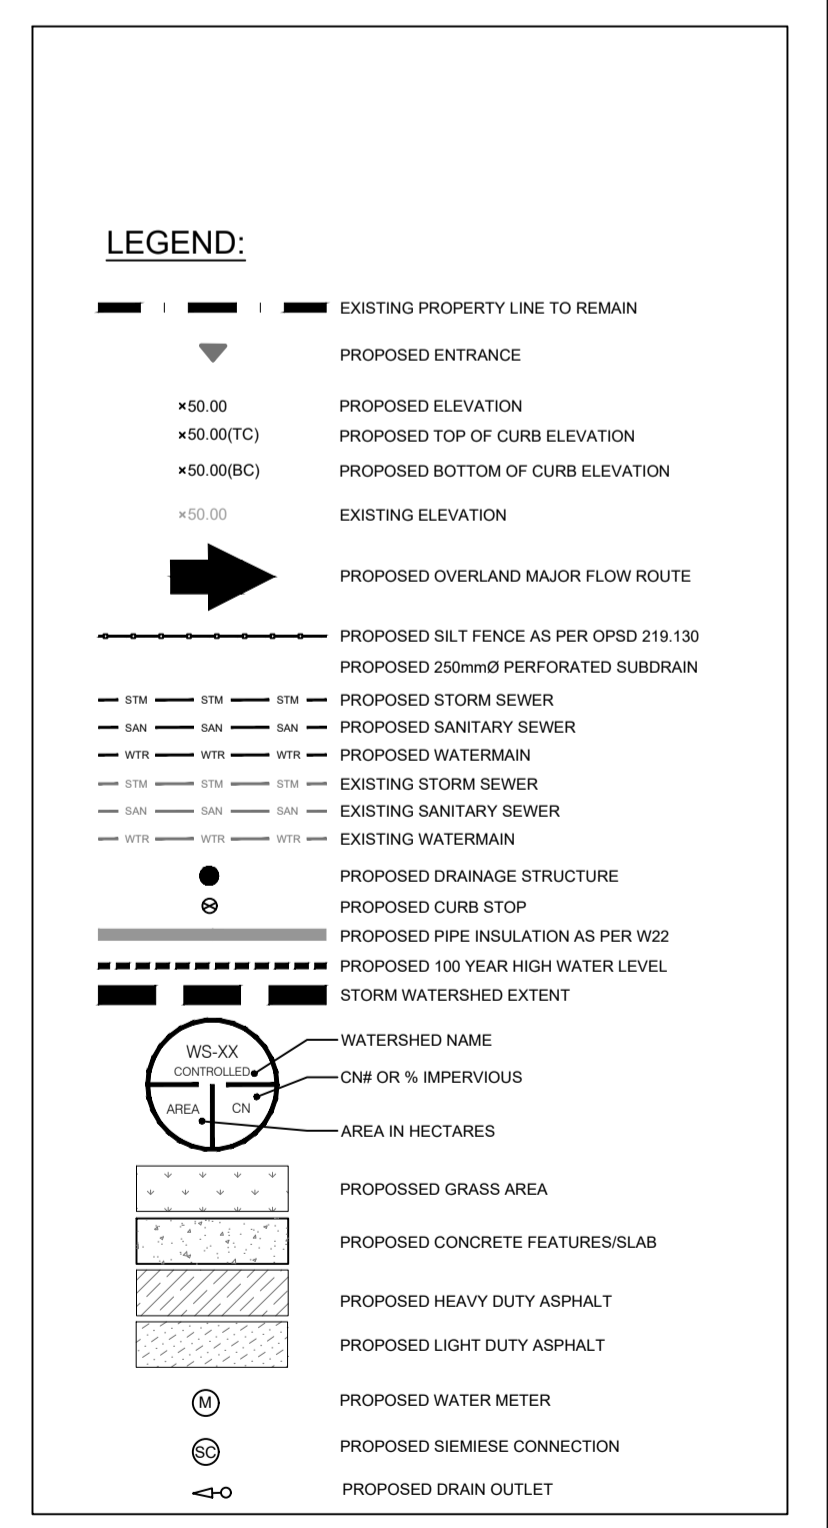 LEGEND:
EXISTING PROPERTY LINE TO REMAIN
PROPOSED ENTRANCE
×50.00 PROPOSED ELEVATION
×50.00(TC) PROPOSED TOP OF CURB ELEVATION
×50.00(BC) PROPOSED BOTTOM OF CURB ELEVATION
×50.00 EXISTING ELEVATION
PROPOSED OVERLAND MAJOR FLOW ROUTE
PROPOSED SILT FENCE AS PER OPSD 219.130
PROPOSED 250mmØ PERFORATED SUBDRAIN
STM STM STM PROPOSED STORM SEWER
SAN SAN SAN PROPOSED SANITARY SEWER
WTR WTR WTR PROPOSED WATERMAIN
STM STM STM EXISTING STORM SEWER
SAN SAN SAN EXISTING SANITARY SEWER
WTR WTR WTR EXISTING WATERMAIN
PROPOSED DRAINAGE STRUCTURE
PROPOSED CURB STOP
PROPOSED PIPE INSULATION AS PER W22
PROPOSED 100 YEAR HIGH WATER LEVEL
STORM WATERSHED EXTENT
WATERSHED NAME
WS-XX
CONTROLLED
CN# OR % IMPERVIOUS
AREA CN
AREA IN HECTARES
PROPOSSED GRASS AREA
PROPOSED CONCRETE FEATURES/SLAB
PROPOSED HEAVY DUTY ASPHALT
PROPOSED LIGHT DUTY ASPHALT
M PROPOSED WATER METER
SC PROPOSED SIEMIESE CONNECTION
PROPOSED DRAIN OUTLET